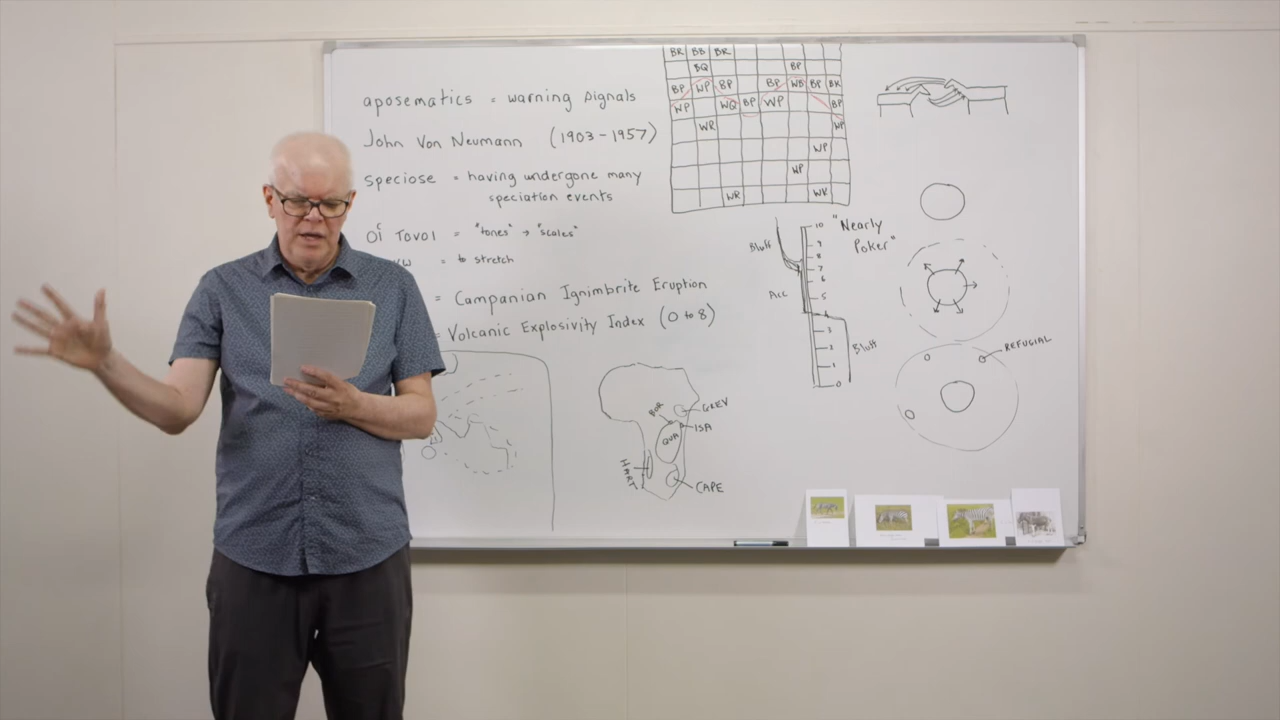 aposematics = warning signals
John Von Neumann (1903-1957)
speciose = having undergone many
speciation events
οἱ τόνοι = "tones" → "scales"
= to stretch
= Campanian Ignimbrite Eruption
= Volcanic Explosivity Index (0 to 8)
BR BB BR
BQ BP
BP WP BP BP WB BP BK
WP WQ BP WP BP
WR WP
WP
WP
WR WK
"Nearly
Poker"
Bluff
Acc
Bluff
10
9
8
7
6
5
4
3
2
1
0
BOR
GREV
ISA
QUA
HART
CAPE
REFUGIAL